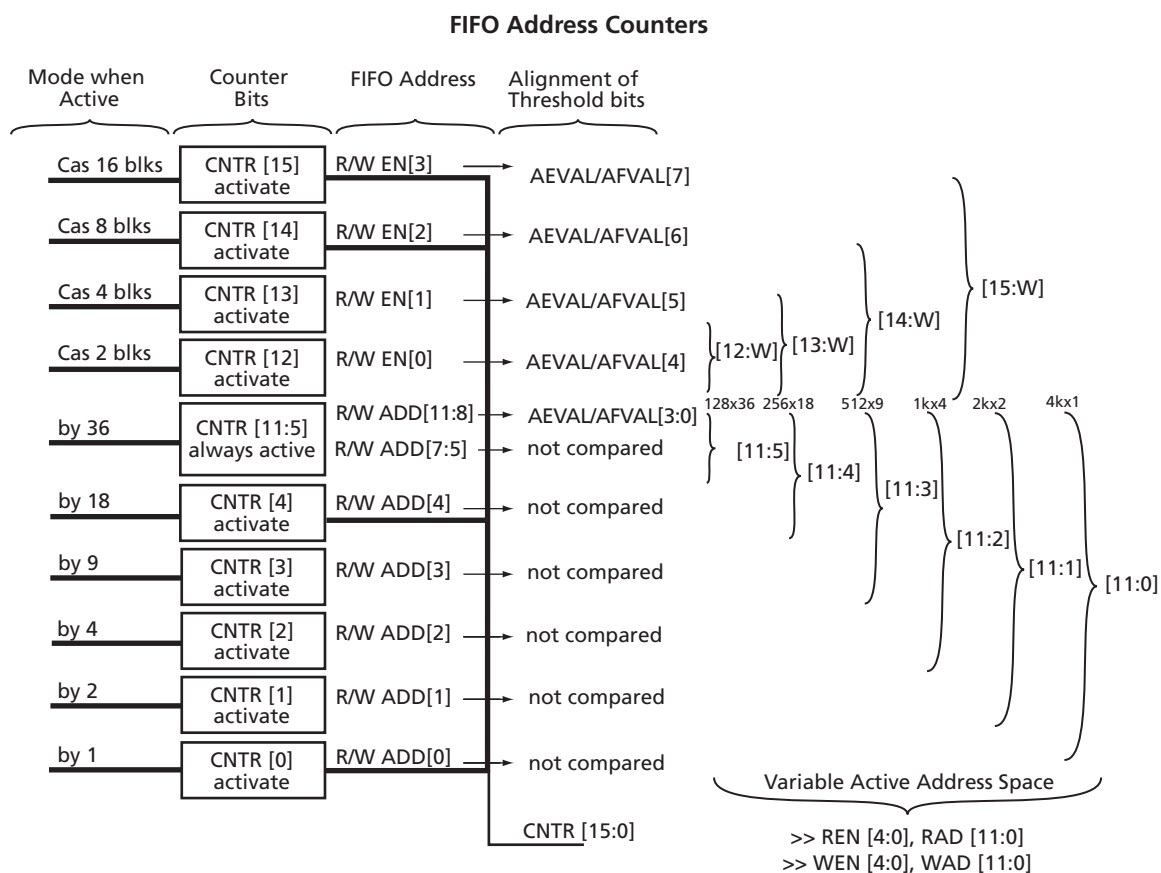 FIFO Address Counters
Mode when
Active
Counter
Bits
FIFO Address
Alignment of
Threshold bits
Cas 16 blks
CNTR [15]
activate
R/W EN[3]
AEVAL/AFVAL[7]
Cas 8 blks
CNTR [14]
activate
R/W EN[2]
AEVAL/AFVAL[6]
Cas 4 blks
CNTR [13]
activate
R/W EN[1]
AEVAL/AFVAL[5]
Cas 2 blks
CNTR [12]
activate
R/W EN[0]
AEVAL/AFVAL[4]
[12:W]
[13:W]
[14:W]
[15:W]
by 36
CNTR [11:5]
always active
R/W ADD[11:8]
AEVAL/AFVAL[3:0]
R/W ADD[7:5]
not compared
128x36
256x18
512x9
1kx4
2kx2
4kx1
[11:5]
[11:4]
[11:3]
[11:2]
[11:1]
[11:0]
by 18
CNTR [4]
activate
R/W ADD[4]
not compared
by 9
CNTR [3]
activate
R/W ADD[3]
not compared
by 4
CNTR [2]
activate
R/W ADD[2]
not compared
by 2
CNTR [1]
activate
R/W ADD[1]
not compared
by 1
CNTR [0]
activate
R/W ADD[0]
not compared
CNTR [15:0]
Variable Active Address Space
>> REN [4:0], RAD [11:0]
>> WEN [4:0], WAD [11:0]